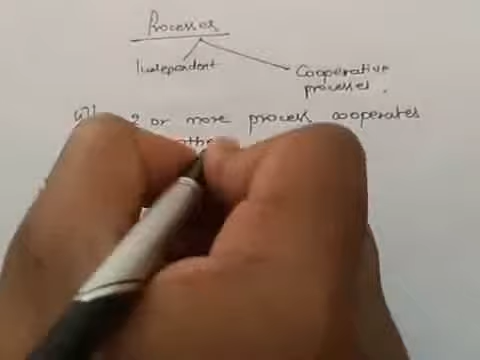 Processes
Independent
Cooperative
processes.
2 or more process cooperates